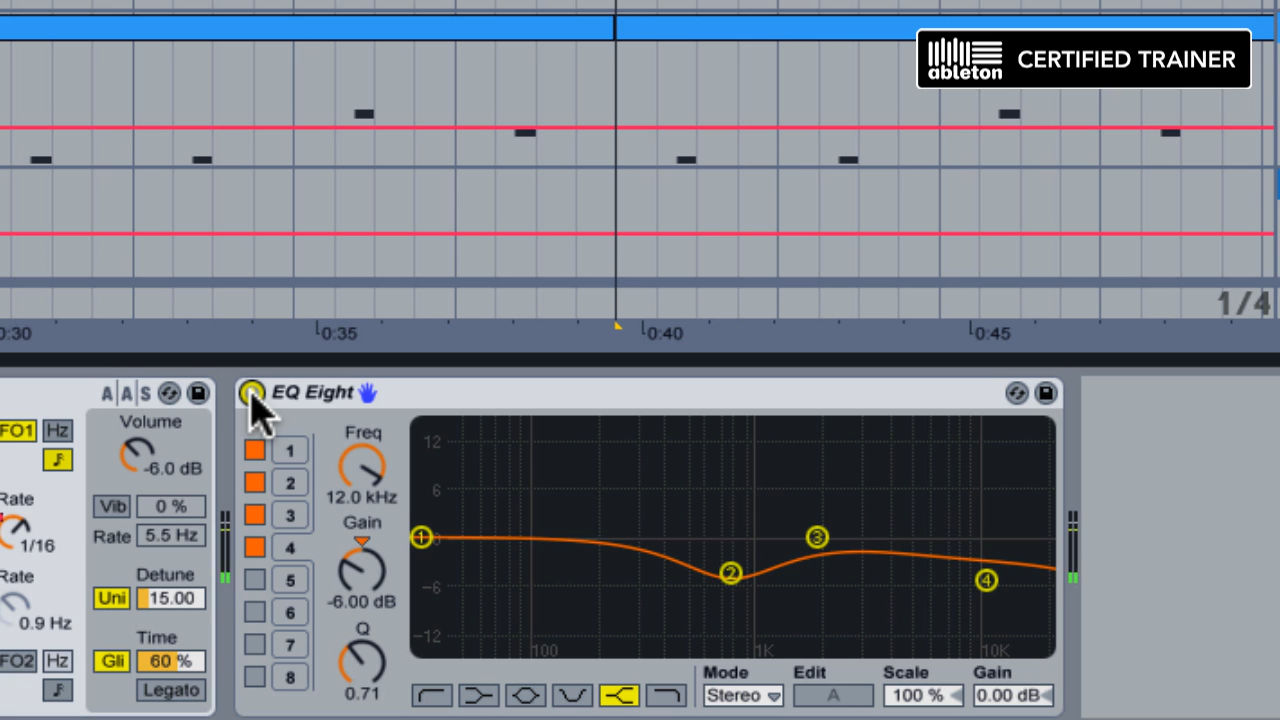 ableton CERTIFIED TRAINER
1/4
0:30 0:35 0:40 0:45
A|A|S
EQ Eight
FO1 Hz
Volume
-6.0 dB
Rate
1/16
Vib 0 %
Rate 5.5 Hz
Rate
0.9 Hz
Detune
Uni 15.00
Time
FO2 Hz
Gli 60 %
Legato
1
2
3
4
5
6
7
8
Freq
12.0 kHz
Gain
-6.00 dB
Q
0.71
12
6
0
-6
-12
1 2 3 4
100 1K 10K
Mode Edit Scale Gain
Stereo A 100 % 0.00 dB